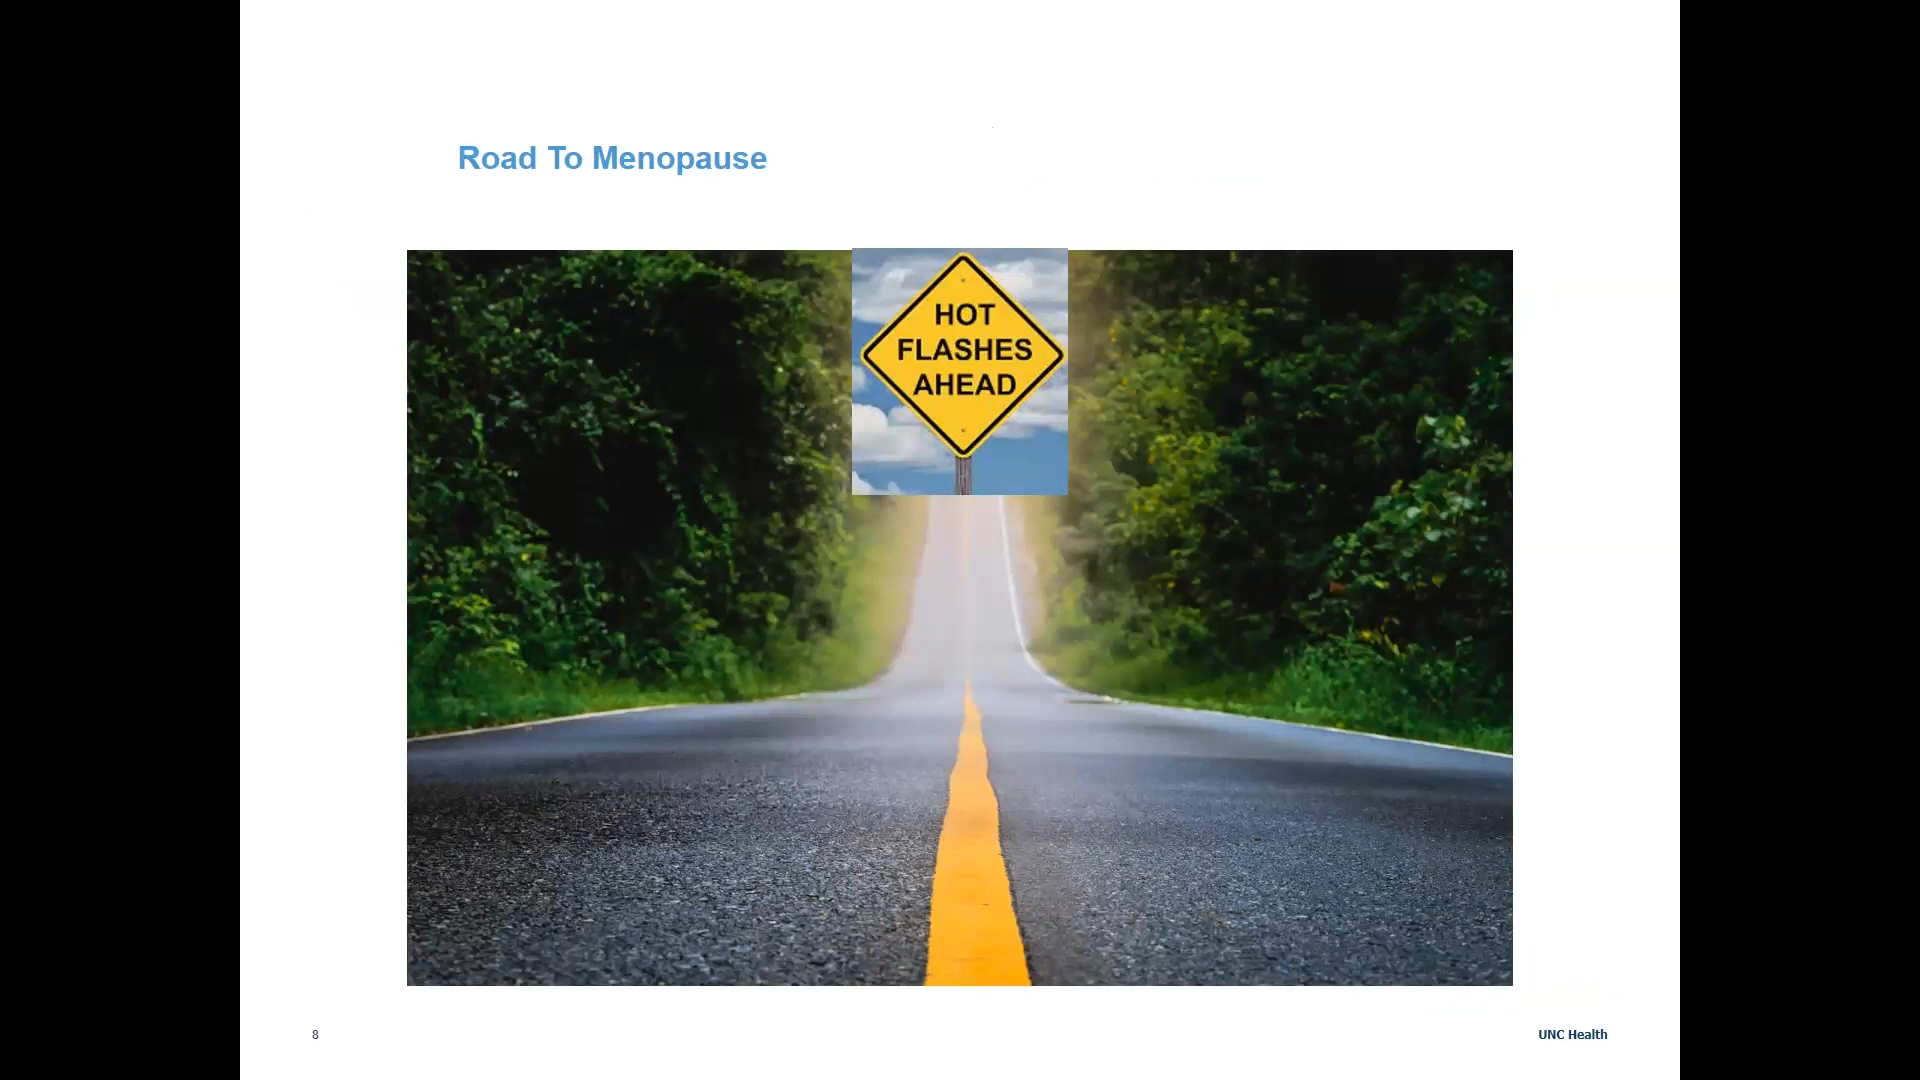 Road To Menopause
HOT
FLASHES
AHEAD
8
UNC Health